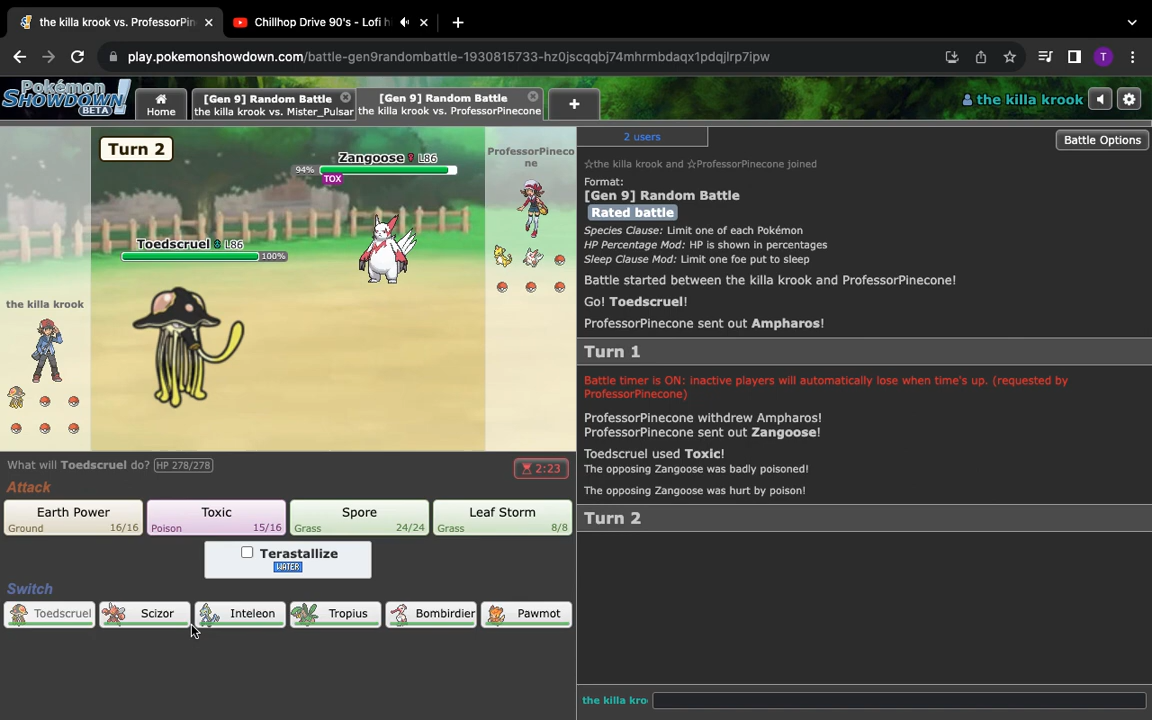 the killa krook vs. ProfessorPin
Chillhop Drive 90's - Lofi h
play.pokemonshowdown.com/battle-gen9randombattle-1930815733-hz0jscqqbj74mhrmbdaqx1pdqjlrp7ipw
T
Pokémon
SHOWDOWN!
BETA
Home
[Gen 9] Random Battle
the killa krook vs. Mister_Pulsar
[Gen 9] Random Battle
the killa krook vs. ProfessorPinecone
the killa krook
Turn 2
Zangoose L86
94%
TOX
Toedscruel L86
100%
ProfessorPineco
ne
the killa krook
What will Toedscruel do? HP 278/278
2:23
Attack
Earth Power
Ground 16/16
Toxic
Poison 15/16
Spore
Grass 24/24
Leaf Storm
Grass 8/8
Terastallize
WATER
Switch
Toedscruel
Scizor
Inteleon
Tropius
Bombirdier
Pawmot
2 users
Battle Options
☆the killa krook and ☆ProfessorPinecone joined
Format:
[Gen 9] Random Battle
Rated battle
Species Clause: Limit one of each Pokémon
HP Percentage Mod: HP is shown in percentages
Sleep Clause Mod: Limit one foe put to sleep
Battle started between the killa krook and ProfessorPinecone!
Go! Toedscruel!
ProfessorPinecone sent out Ampharos!
Turn 1
Battle timer is ON: inactive players will automatically lose when time's up. (requested by
ProfessorPinecone)
ProfessorPinecone withdrew Ampharos!
ProfessorPinecone sent out Zangoose!
Toedscruel used Toxic!
The opposing Zangoose was badly poisoned!
The opposing Zangoose was hurt by poison!
Turn 2
the killa kro